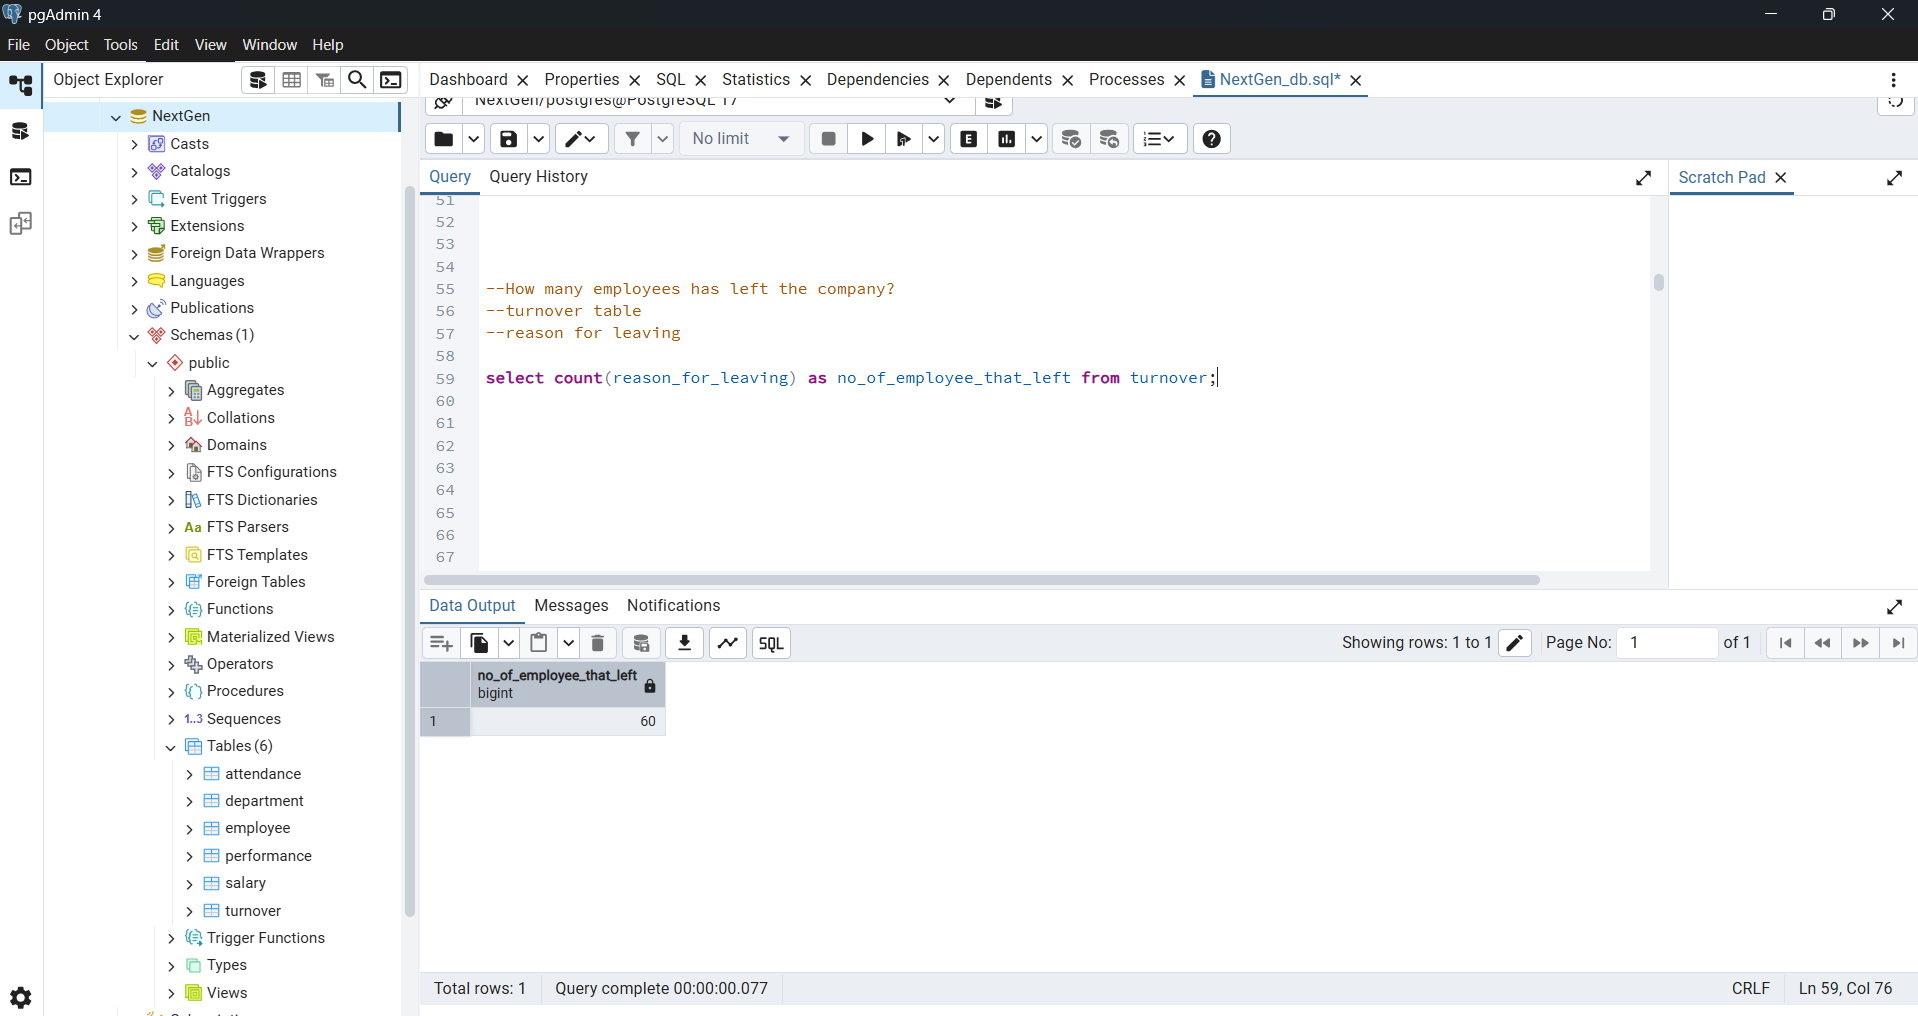 pgAdmin 4
File Object Tools Edit View Window Help
Object Explorer
Dashboard Properties SQL Statistics Dependencies Dependents Processes NextGen_db.sql*
NextGen/postgres@PostgreSQL 17
NextGen
Casts
Catalogs
Event Triggers
Extensions
Foreign Data Wrappers
Languages
Publications
Schemas (1)
public
Aggregates
Collations
Domains
FTS Configurations
FTS Dictionaries
Aa FTS Parsers
FTS Templates
Foreign Tables
Functions
Materialized Views
Operators
Procedures
1..3 Sequences
Tables (6)
attendance
department
employee
performance
salary
turnover
Trigger Functions
Types
Views
No limit
E
Query Query History
Scratch Pad
51
52
53
54
55 --How many employees has left the company?
56 --turnover table
57 --reason for leaving
58
59 select count(reason_for_leaving) as no_of_employee_that_left from turnover;
60
61
62
63
64
65
66
67
Data Output Messages Notifications
SQL
Showing rows: 1 to 1 Page No: 1 of 1
no_of_employee_that_left
bigint
1 60
Total rows: 1 Query complete 00:00:00.077 CRLF Ln 59, Col 76